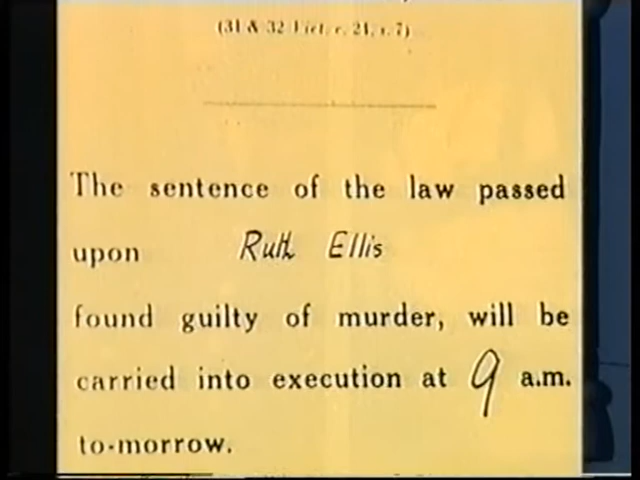 (31 & 32 Vict. c. 24, s. 7)
The sentence of the law passed
upon Ruth Ellis
found guilty of murder, will be
carried into execution at 9 a.m.
to-morrow.